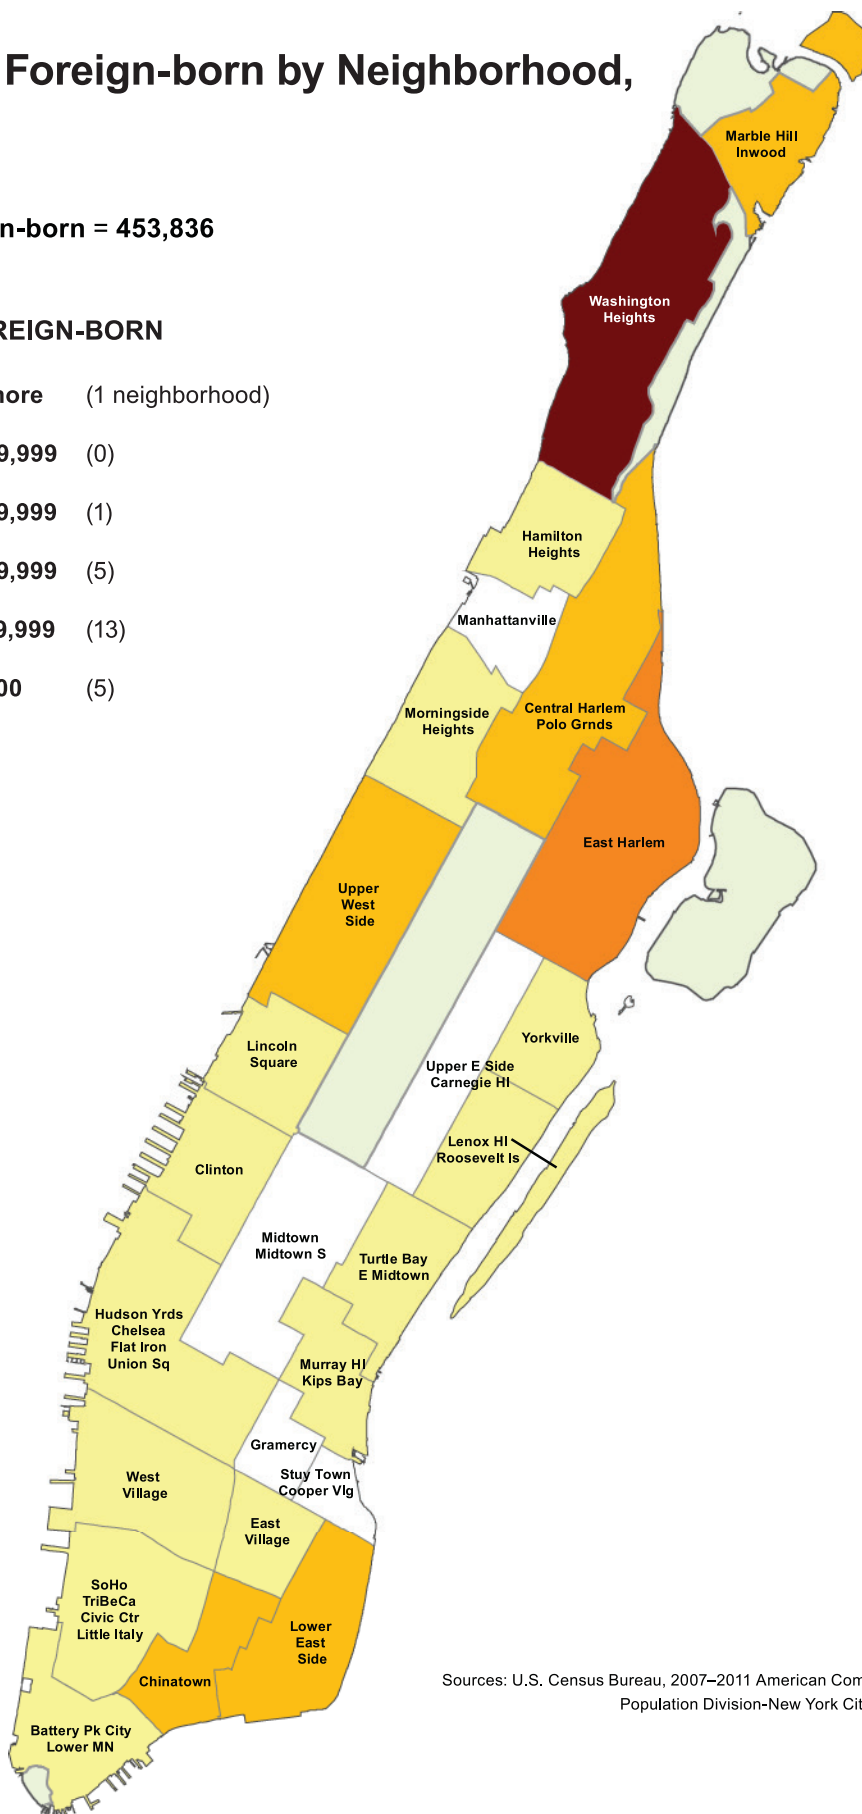 Foreign-born by Neighborhood,
n-born = 453,836
REIGN-BORN
more (1 neighborhood)
9,999 (0)
9,999 (1)
9,999 (5)
9,999 (13)
00 (5)
Marble Hill
Inwood
Washington
Heights
Hamilton
Heights
Manhattanville
Morningside
Heights
Central Harlem
Polo Grnds
East Harlem
Upper
West
Side
Lincoln
Square
Yorkville
Upper E Side
Carnegie Hl
Lenox Hl
Roosevelt Is
Clinton
Midtown
Midtown S
Turtle Bay
E Midtown
Hudson Yrds
Chelsea
Flat Iron
Union Sq
Murray Hl
Kips Bay
Gramercy
Stuy Town
Cooper Vlg
West
Village
East
Village
SoHo
TriBeCa
Civic Ctr
Little Italy
Lower
East
Side
Chinatown
Battery Pk City
Lower MN
Sources: U.S. Census Bureau, 2007–2011 American Com
Population Division-New York Cit